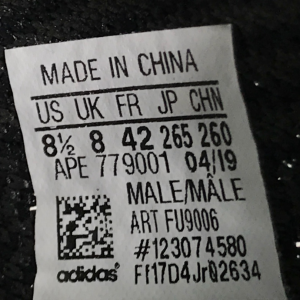 MADE IN CHINA
US UK FR JP CHN
8½ 8 42 265 260
APE 779001 04/19
MALE/MÂLE
ART FU9006
#123074580
adidas Ff17D4JrQ2634